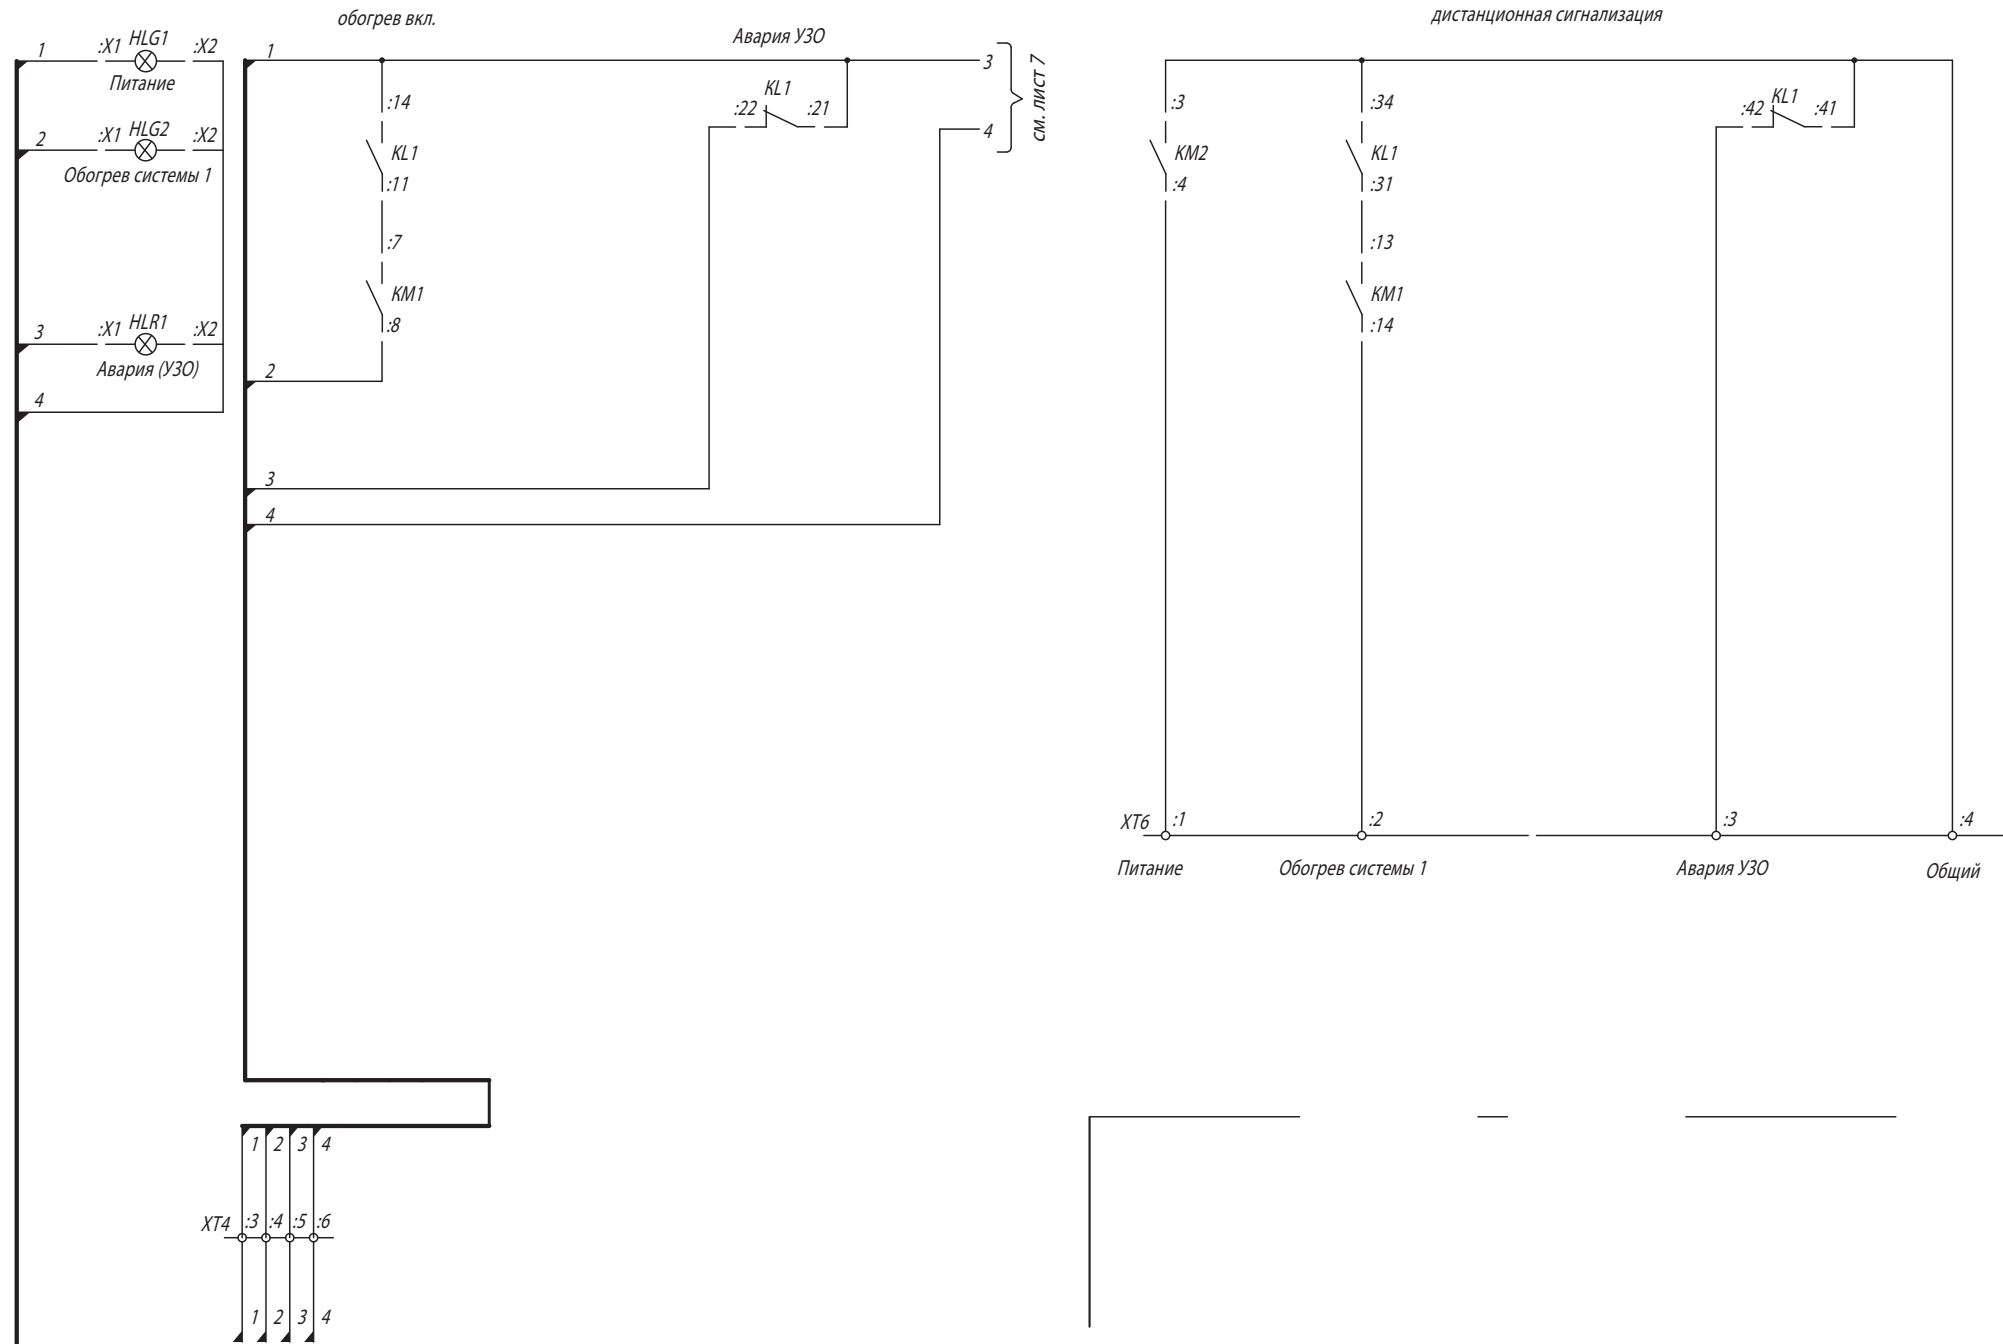 обогрев вкл.
Авария УЗО
дистанционная сигнализация
1 :X1 HLG1 :X2
Питание
2 :X1 HLG2 :X2
Обогрев системы 1
3 :X1 HLR1 :X2
Авария (УЗО)
4
1
:14
KL1
:11
:7
KM1
:8
2
:22 KL1 :21
3
4
см. лист 7
3
4
:3
KM2
:4
:34
KL1
:31
:13
KM1
:14
:42 KL1 :41
XT6 :1 :2 :3 :4
Питание Обогрев системы 1 Авария УЗО Общий
1 2 3 4
XT4 :3 :4 :5 :6
1 2 3 4